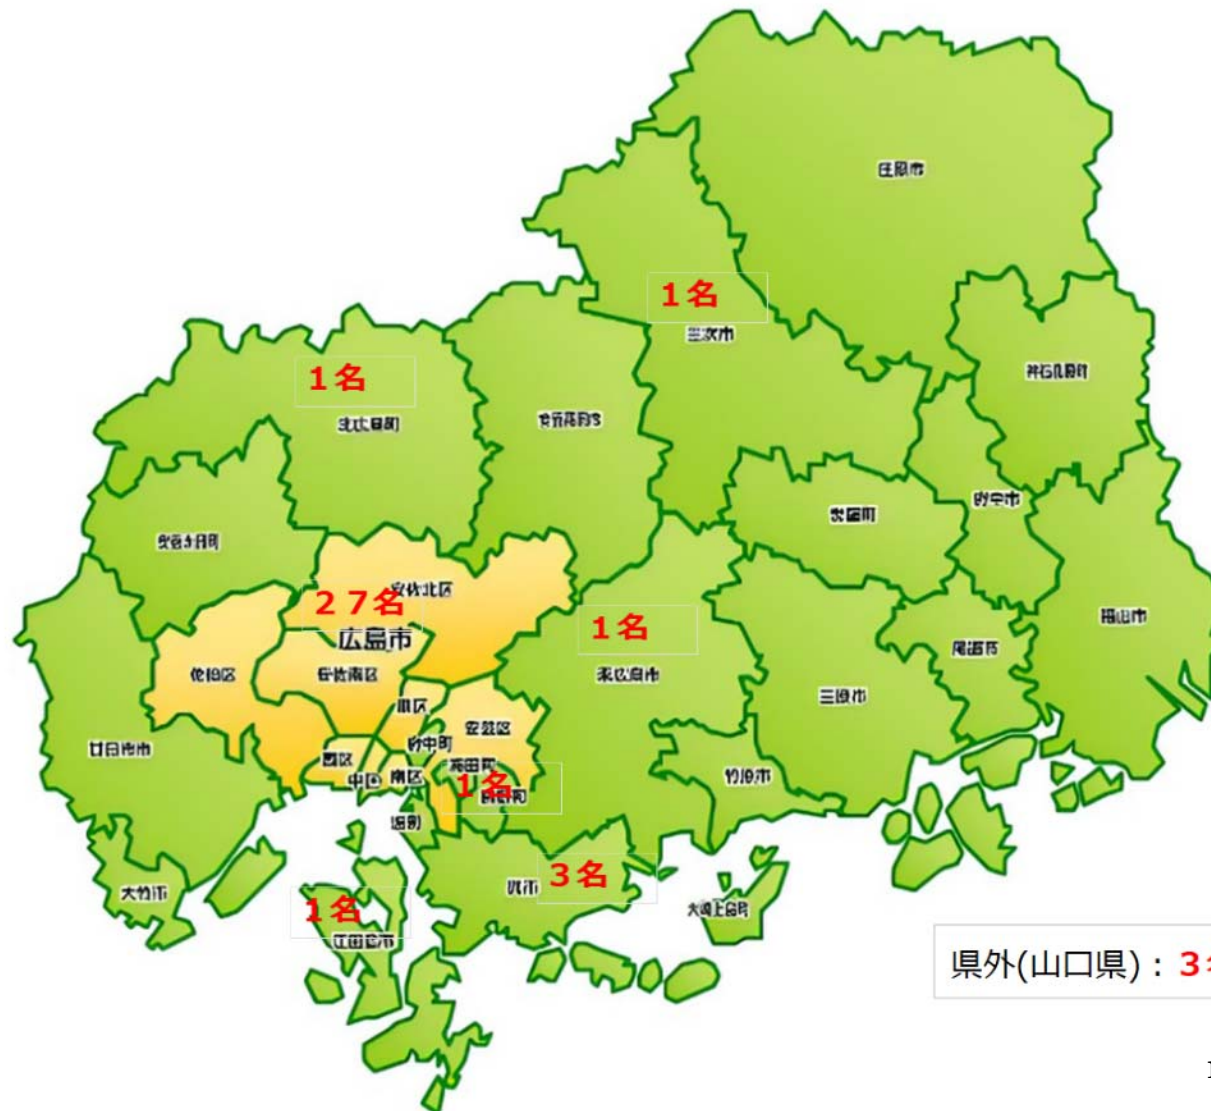 庄原市
1名
三次市
神石高原町
1名
北広島町
安芸高田市
府中市
世羅町
安芸太田町
福山市
安佐北区
27名
広島市
1名
尾道市
佐伯区
安佐南区
東広島市
三原市
東区
安芸区
廿日市市
府中町
西区
中区
南区
海田町
竹原市
1名
熊野町
坂町
3名
呉市
大竹市
1名
大崎上島町
江田島市
県外(山口県)：3